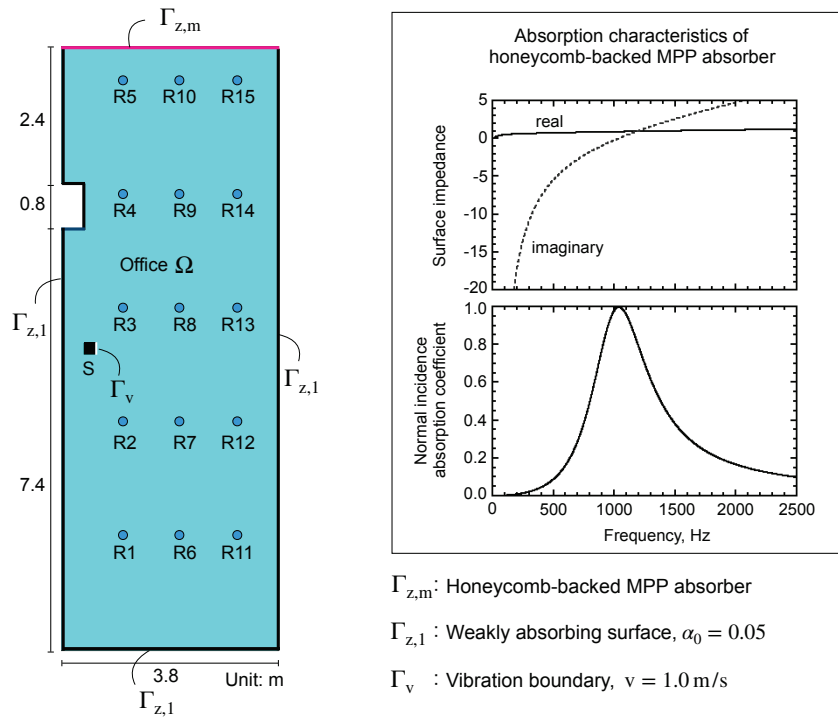 Γz,m
R5 R10 R15
2.4
R4 R9 R14
0.8
Office Ω
Γz,1
R3 R8 R13
S
Γv
Γz,1
R2 R7 R12
7.4
R1 R6 R11
3.8
Unit: m
Γz,1
Absorption characteristics of
honeycomb-backed MPP absorber
Surface impedance
5
0
-5
-10
-15
-20
real
imaginary
Normal incidence
absorption coefficient
1.0
0.8
0.6
0.4
0.2
0.0
0 500 1000 1500 2000 2500
Frequency, Hz
Γz,m: Honeycomb-backed MPP absorber
Γz,1 : Weakly absorbing surface, α0 = 0.05
Γv : Vibration boundary, v = 1.0 m/s